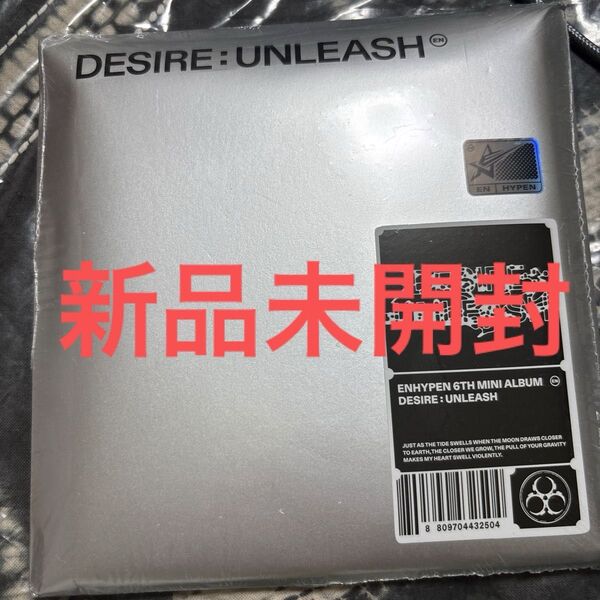 DESIRE : UNLEASH EN
EN HYPEN
新品未開封
ENHYPEN 6TH MINI ALBUM EN
DESIRE : UNLEASH
JUST AS THE TIDE SWELLS WHEN THE MOON DRAWS CLOSER
TO EARTH,THE CLOSER WE GROW, THE PULL OF YOUR GRAVITY
MAKES MY HEART SWELL VIOLENTLY.
8 809704 432504